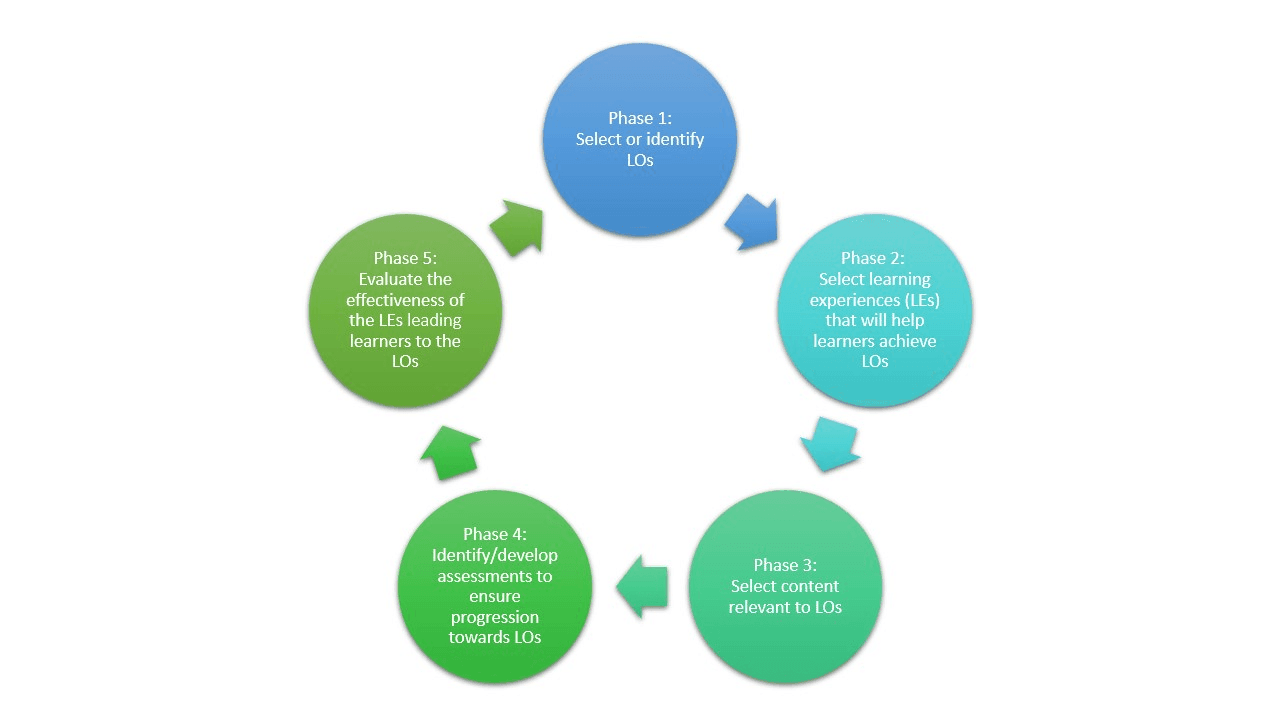 Phase 1:
Select or identify
LOs
Phase 2:
Select learning
experiences (LEs)
that will help
learners achieve
LOs
Phase 3:
Select content
relevant to LOs
Phase 4:
Identify/develop
assessments to
ensure
progression
towards LOs
Phase 5:
Evaluate the
effectiveness of
the LEs leading
learners to the
LOs